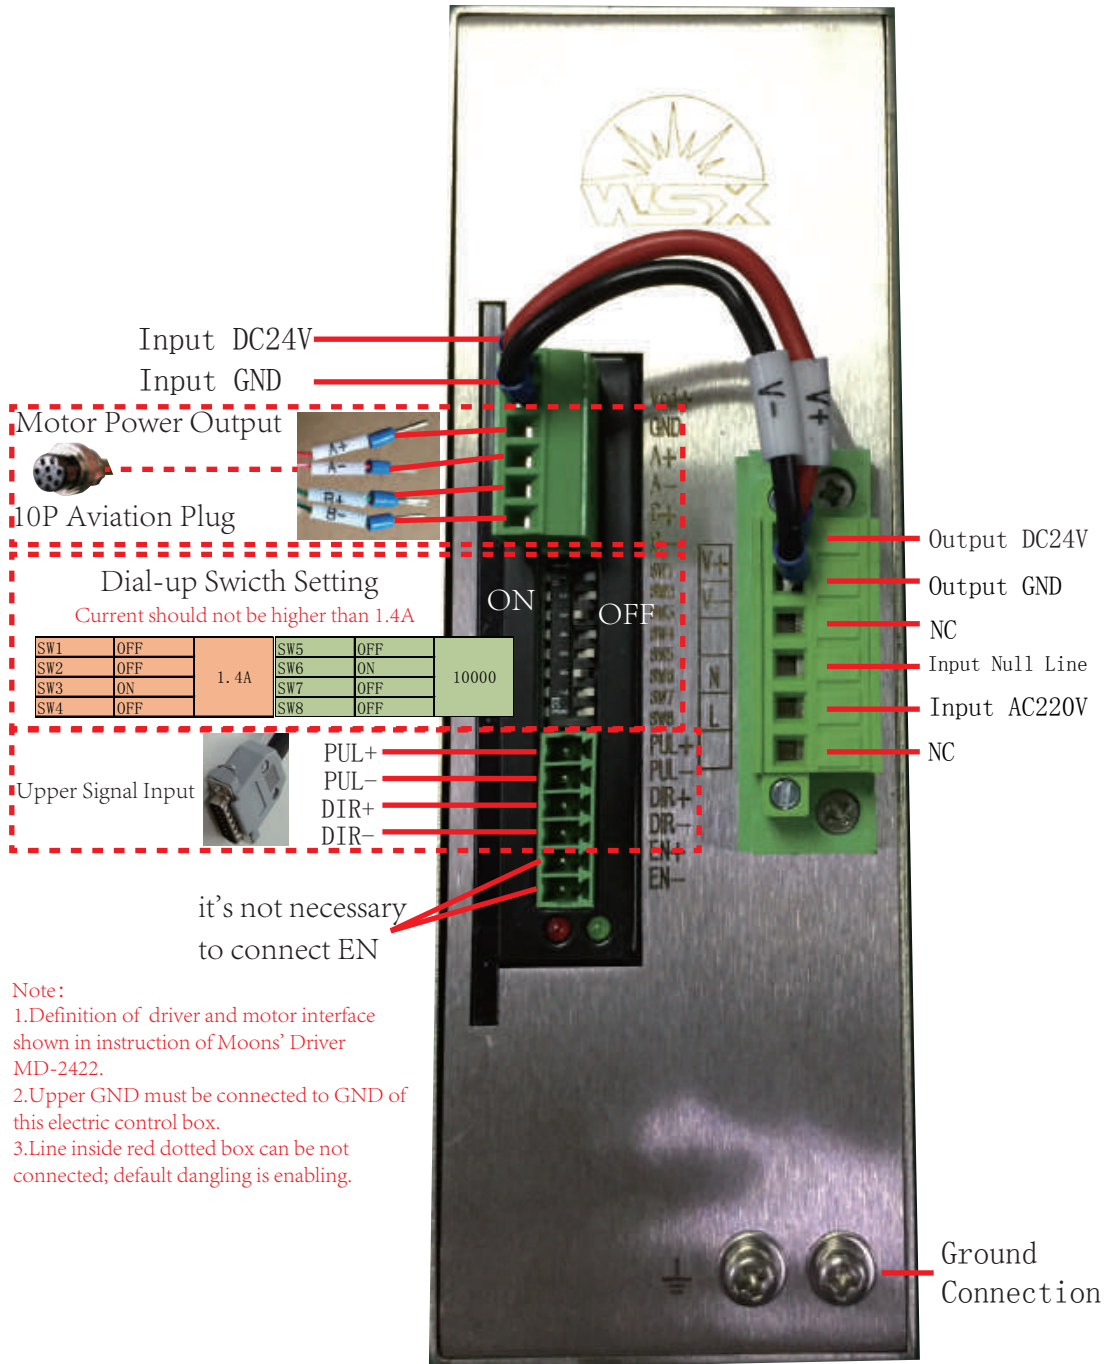 WSX
Input DC24V
Input GND
V-
V+
Motor Power Output
10P Aviation Plug
A+
A-
B+
B-
GND
A+
A-
Output DC24V
Output GND
NC
Input Null Line
Input AC220V
NC
V+
V-
N
L
Dial-up Swicth Setting
Current should not be higher than 1.4A
ON
OFF
SW1 OFF 1.4A SW5 OFF 10000
SW2 OFF SW6 ON
SW3 ON SW7 OFF
SW4 OFF SW8 OFF
SW7
SW8
Upper Signal Input
PUL+
PUL-
DIR+
DIR-
PUL+
PUL-
DIR+
DIR-
EN+
EN-
it's not necessary
to connect EN
Note:
1.Definition of driver and motor interface
shown in instruction of Moons' Driver
MD-2422.
2.Upper GND must be connected to GND of
this electric control box.
3.Line inside red dotted box can be not
connected; default dangling is enabling.
Ground
Connection